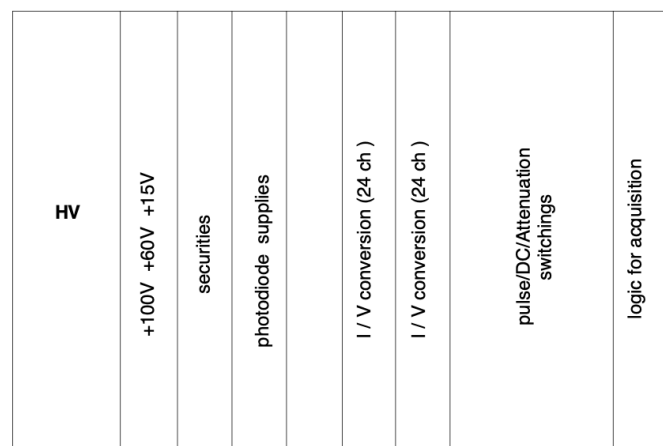 HV
+100V +60V +15V
securities
photodiode supplies
I / V conversion (24 ch )
I / V conversion (24 ch )
pulse/DC/Attenuation
switchings
logic for acquisition